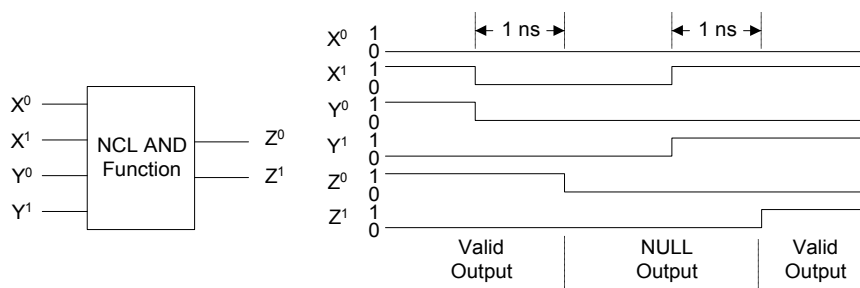 X⁰
X¹
Y⁰
Y¹
NCL AND
Function
Z⁰
Z¹
1 ns
1 ns
X⁰ 1
0
X¹ 1
0
Y⁰ 1
0
Y¹ 1
0
Z⁰ 1
0
Z¹ 1
0
Valid
Output
NULL
Output
Valid
Output